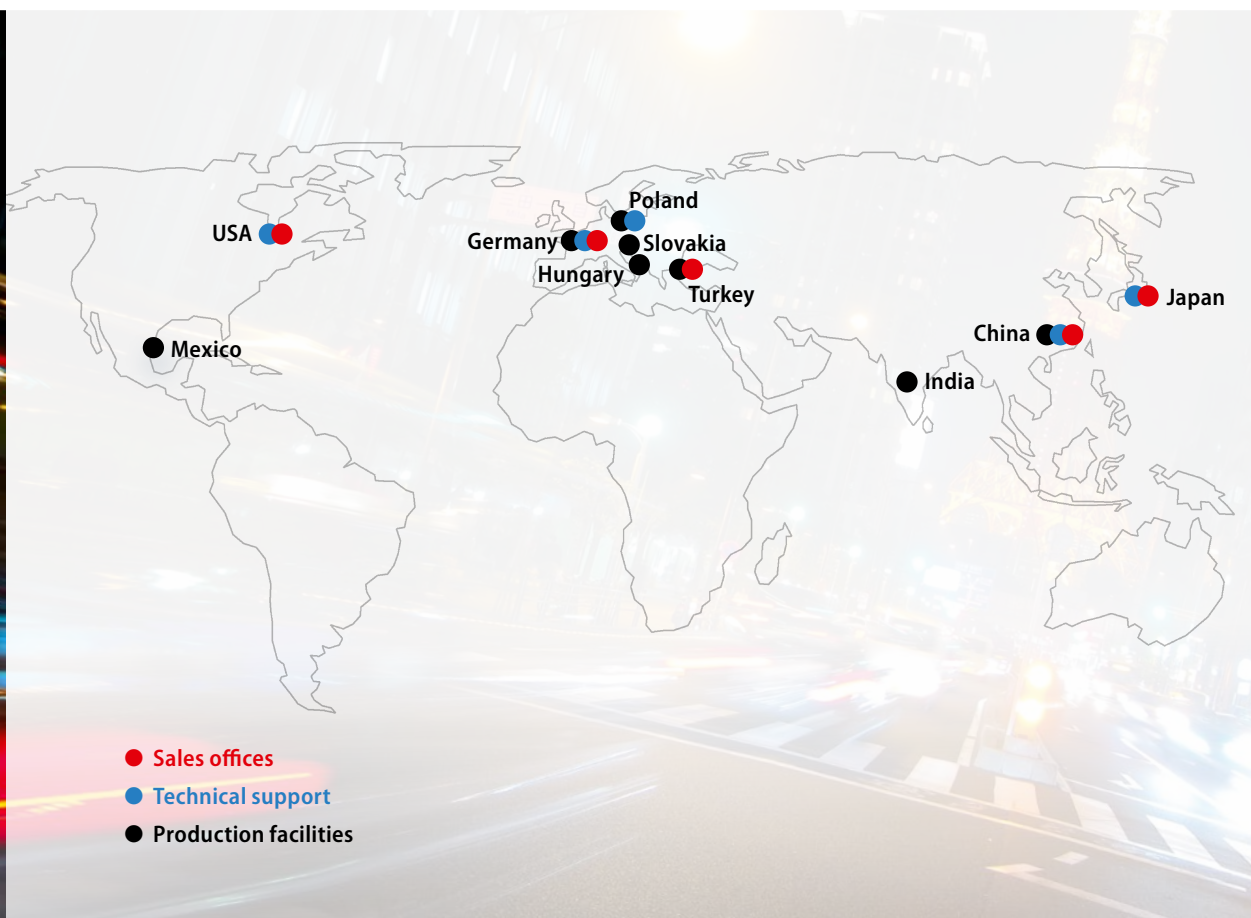 Poland
USA
Germany
Slovakia
Hungary
Turkey
Japan
China
Mexico
India
Sales offices
Technical support
Production facilities